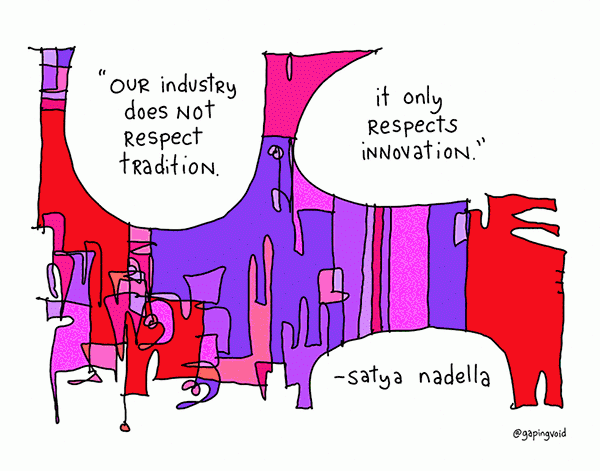 "OUR industry
does NOT
RESPECT
tRaditioN.
it only
RESPECTS
iNNOVatioN."
-satya nadella
@gapingvoid